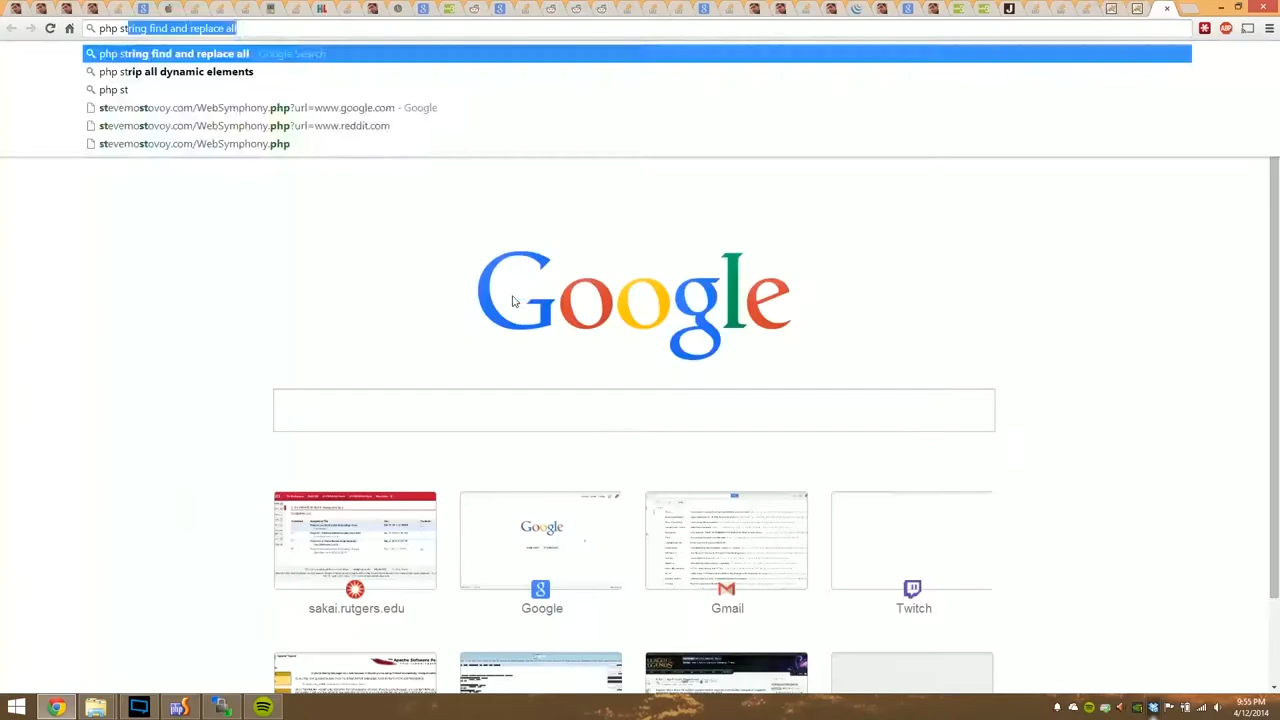 php string find and replace all
php string find and replace all Google Search
php strip all dynamic elements
php st
stevemostovoy.com/WebSymphony.php?url=www.google.com - Google
stevemostovoy.com/WebSymphony.php?url=www.reddit.com
stevemostovoy.com/WebSymphony.php
Google
Google
sakai.rutgers.edu
Google
Gmail
Twitch
9:55 PM
4/12/2014